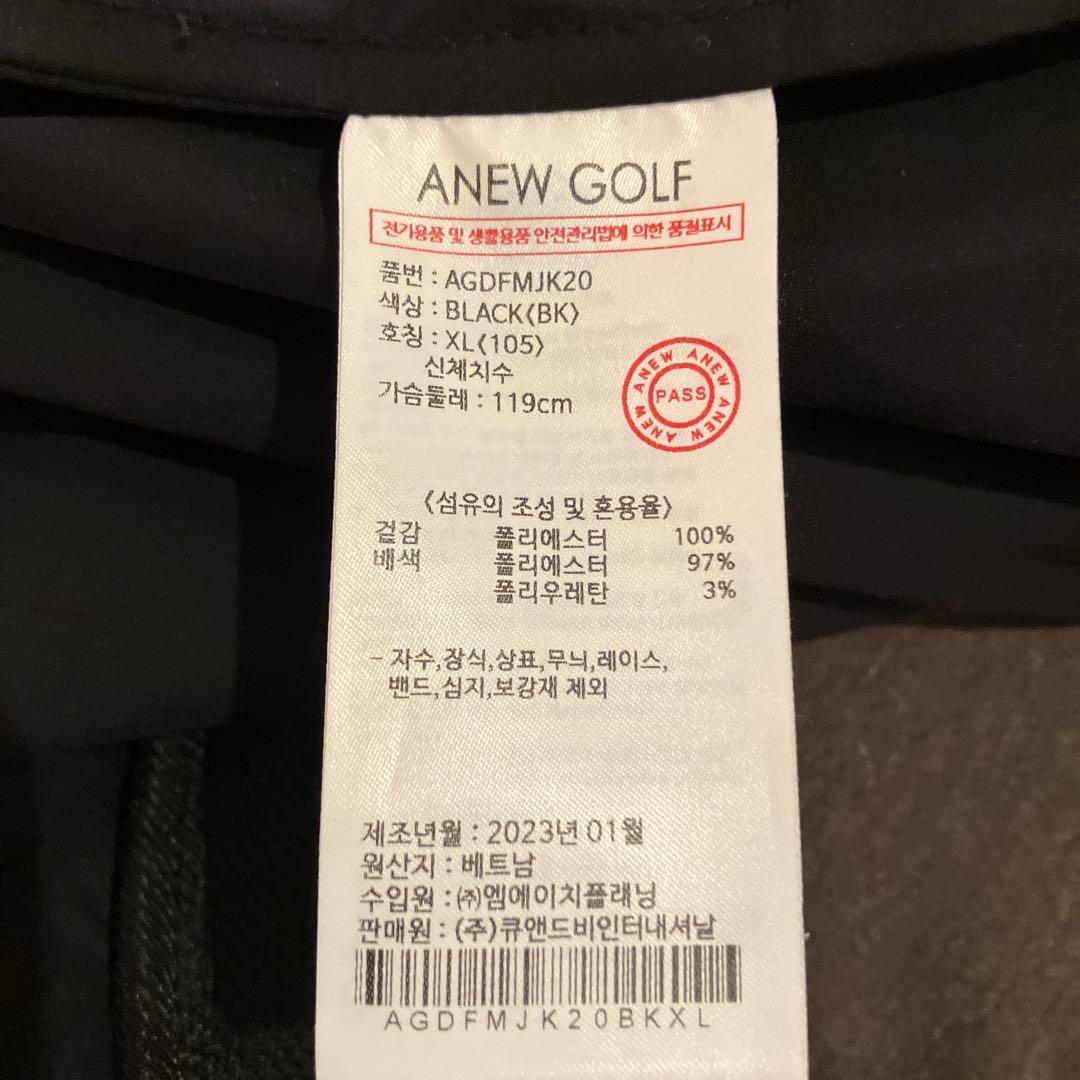 ANEW GOLF
전기용품 및 생활용품 안전관리법에 의한 품질표시
품번 : AGDFMJK20
색상 : BLACK(BK)
호칭 : XL(105)
신체치수
가슴둘레 : 119cm
ANEW ANEW ANEW ANEW
PASS
〈섬유의 조성 및 혼용율〉
겉감 폴리에스터 100%
배색 폴리에스터 97%
폴리우레탄 3%
- 자수,장식,상표,무늬,레이스,
밴드,심지,보강재 제외
제조년월 : 2023년 01월
원산지 : 베트남
수입원 : ㈜엠에이치플래닝
판매원 : (주)큐앤드비인터내셔날
AGDFMJK20BKXL